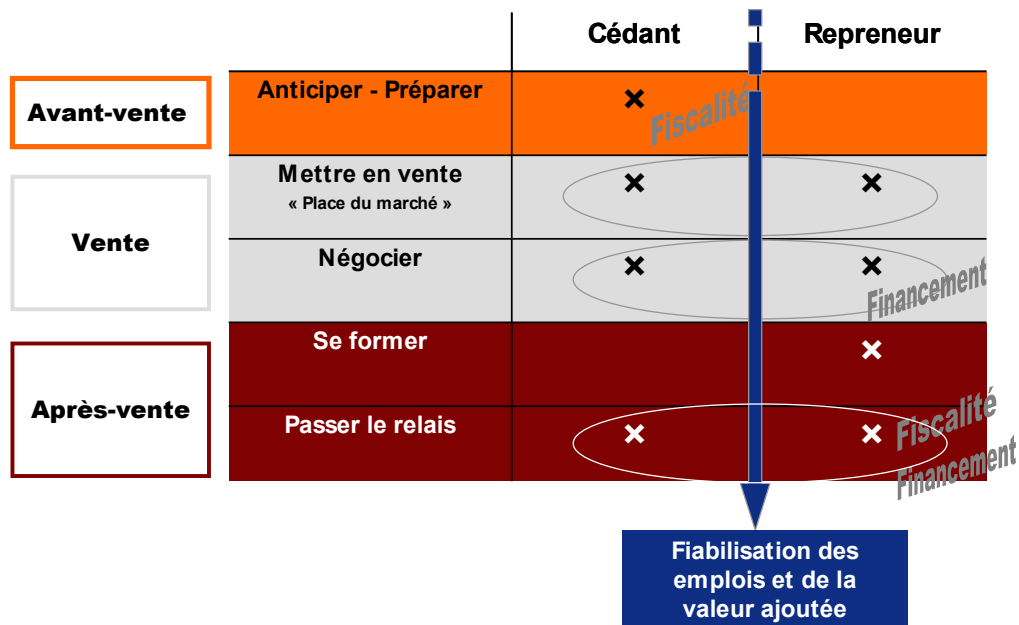 Cédant
Repreneur
Avant-vente
Anticiper - Préparer
Fiscalité
Vente
Mettre en vente
« Place du marché »
Négocier
Financement
Après-vente
Se former
Passer le relais
Fiscalité
Financement
Fiabilisation des
emplois et de la
valeur ajoutée